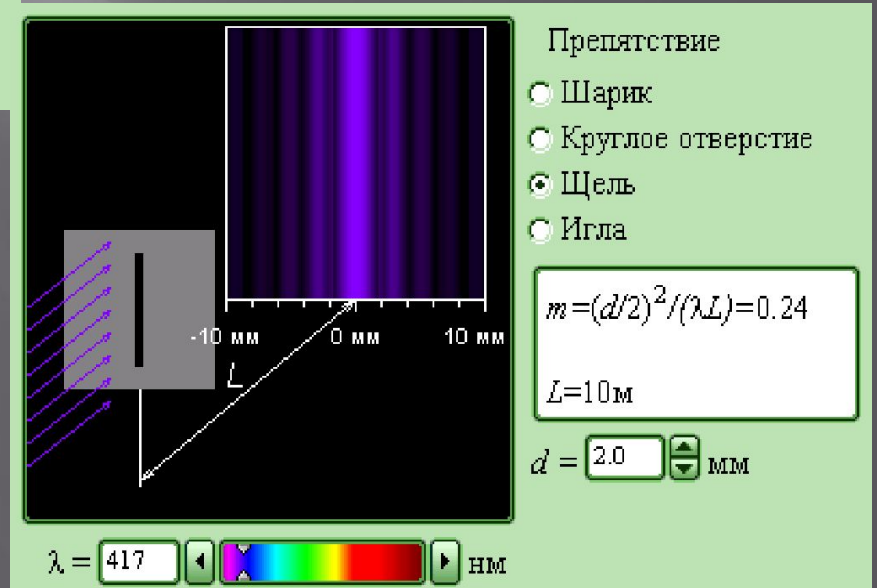 Препятствие
Шарик
Круглое отверстие
Щель
Игла
-10 мм 0 мм 10 мм
L
m=(d/2)²/(λL)=0.24
L=10м
d = 2.0 мм
λ = 417 нм